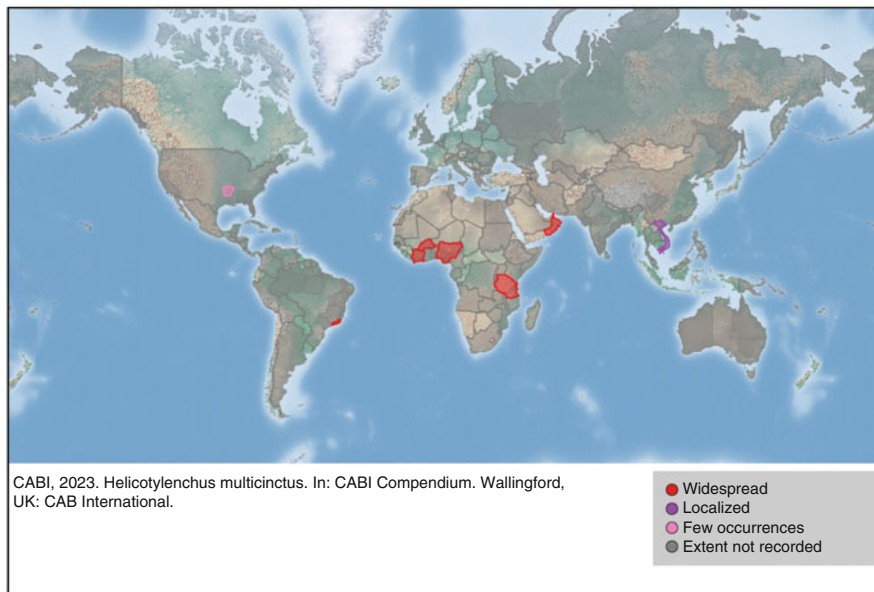 CABI, 2023. Helicotylenchus multicinctus. In: CABI Compendium. Wallingford,
UK: CAB International.
Widespread
Localized
Few occurrences
Extent not recorded